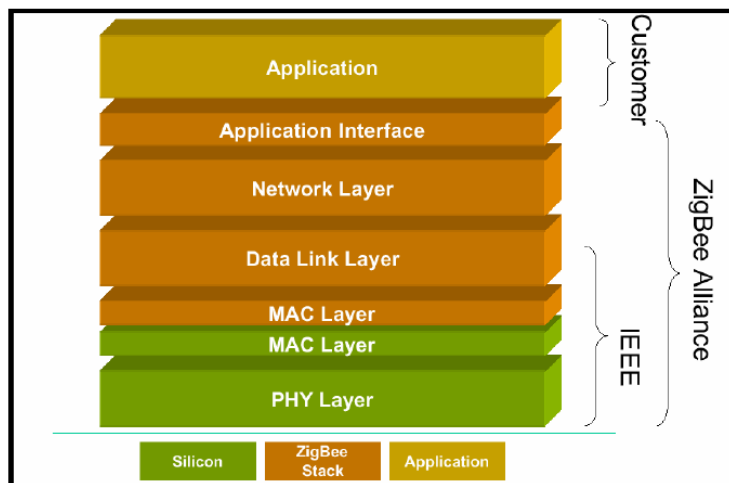 Application
Application Interface
Network Layer
Data Link Layer
MAC Layer
MAC Layer
PHY Layer
Customer
ZigBee Alliance
IEEE
Silicon
ZigBee
Stack
Application